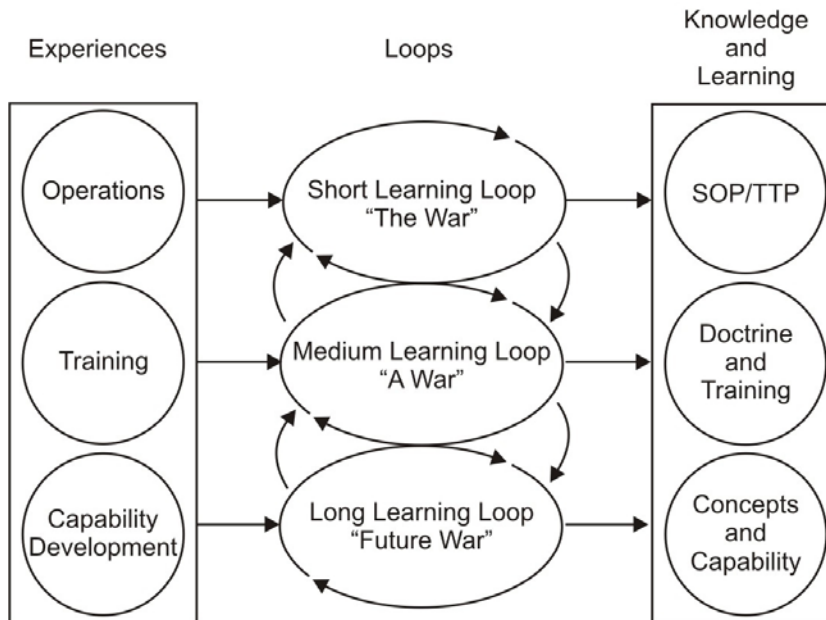 Experiences
Loops
Knowledge
and
Learning
Operations
Short Learning Loop
“The War”
SOP/TTP
Training
Medium Learning Loop
“A War”
Doctrine
and
Training
Capability
Development
Long Learning Loop
“Future War”
Concepts
and
Capability